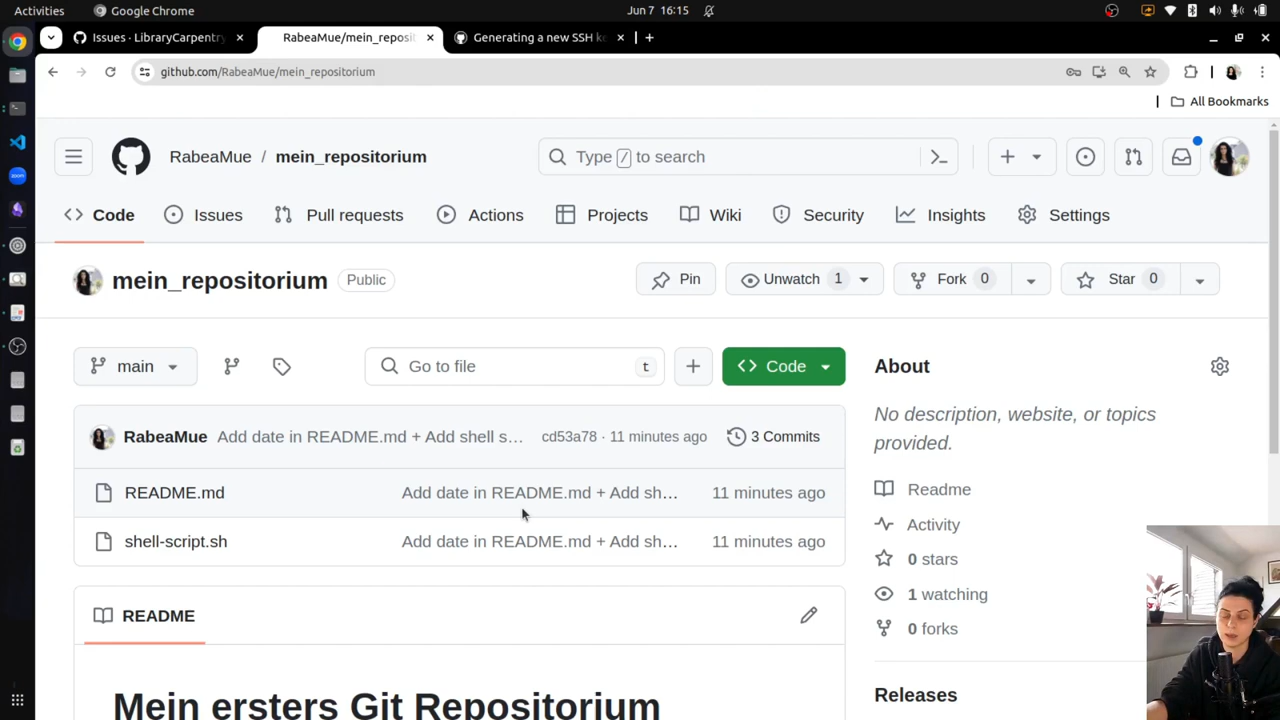 Activities Google Chrome Jun 7 16:15
Issues · LibraryCarpentr RabeaMue/mein_reposit Generating a new SSH k
github.com/RabeaMue/mein_repositorium
All Bookmarks
RabeaMue / mein_repositorium Type / to search
Code Issues Pull requests Actions Projects Wiki Security Insights Settings
mein_repositorium Public Pin Unwatch 1 Fork 0 Star 0
main Go to file t Code About
No description, website, or topics
provided.
RabeaMue Add date in README.md + Add shell s... cd53a78 · 11 minutes ago 3 Commits
README.md Add date in README.md + Add sh... 11 minutes ago Readme
Activity
shell-script.sh Add date in README.md + Add sh... 11 minutes ago
0 stars
1 watching
README 0 forks
Releases
Mein ersters Git Repositorium
zoom